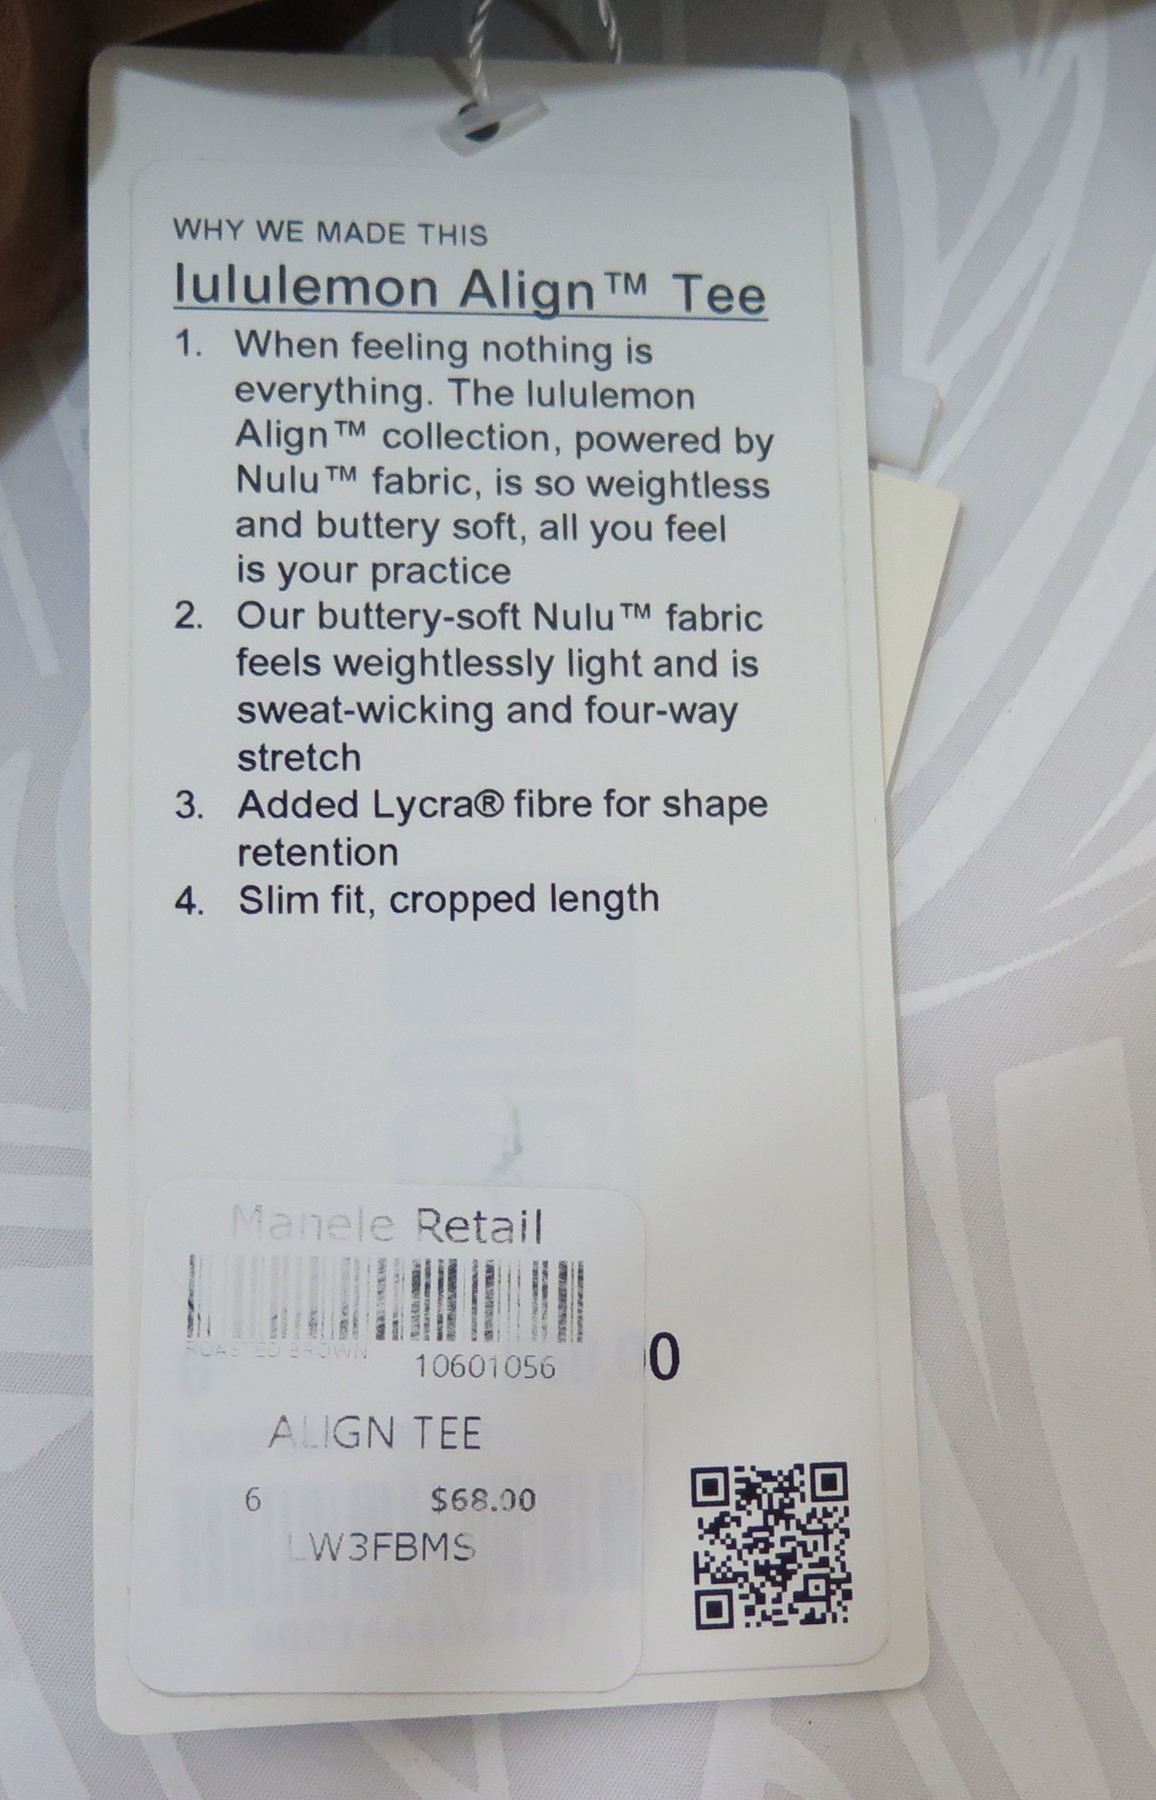 WHY WE MADE THIS
lululemon Align™ Tee
1. When feeling nothing is
everything. The lululemon
Align™ collection, powered by
Nulu™ fabric, is so weightless
and buttery soft, all you feel
is your practice
2. Our buttery-soft Nulu™ fabric
feels weightlessly light and is
sweat-wicking and four-way
stretch
3. Added Lycra® fibre for shape
retention
4. Slim fit, cropped length
Manele Retail
ROASTED BROWN
10601056
0
ALIGN TEE
6 $68.00
LW3FBMS